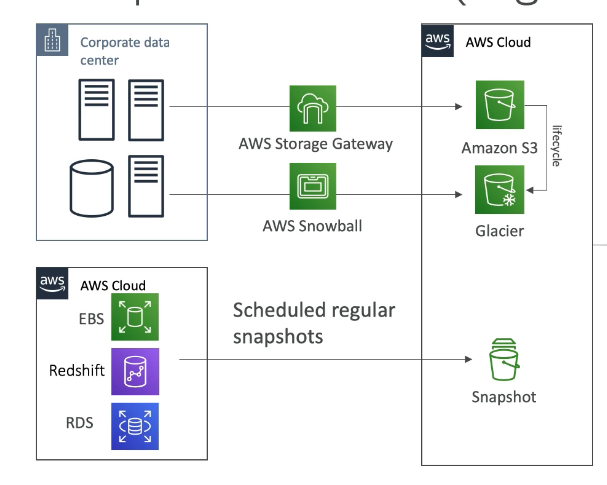 Corporate data
center
AWS Storage Gateway
AWS Snowball
aws
AWS Cloud
Amazon S3
lifecycle
Glacier
aws
AWS Cloud
EBS
Redshift
RDS
Scheduled regular
snapshots
Snapshot